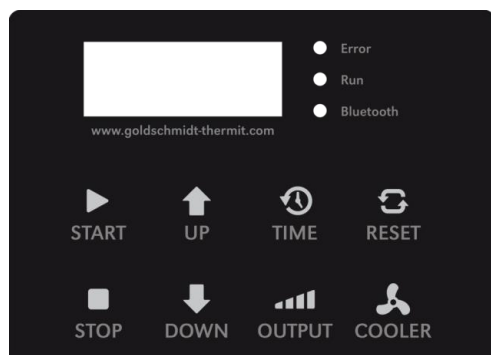 Error
Run
Bluetooth
www.goldschmidt-thermit.com
START UP TIME RESET
STOP DOWN OUTPUT COOLER